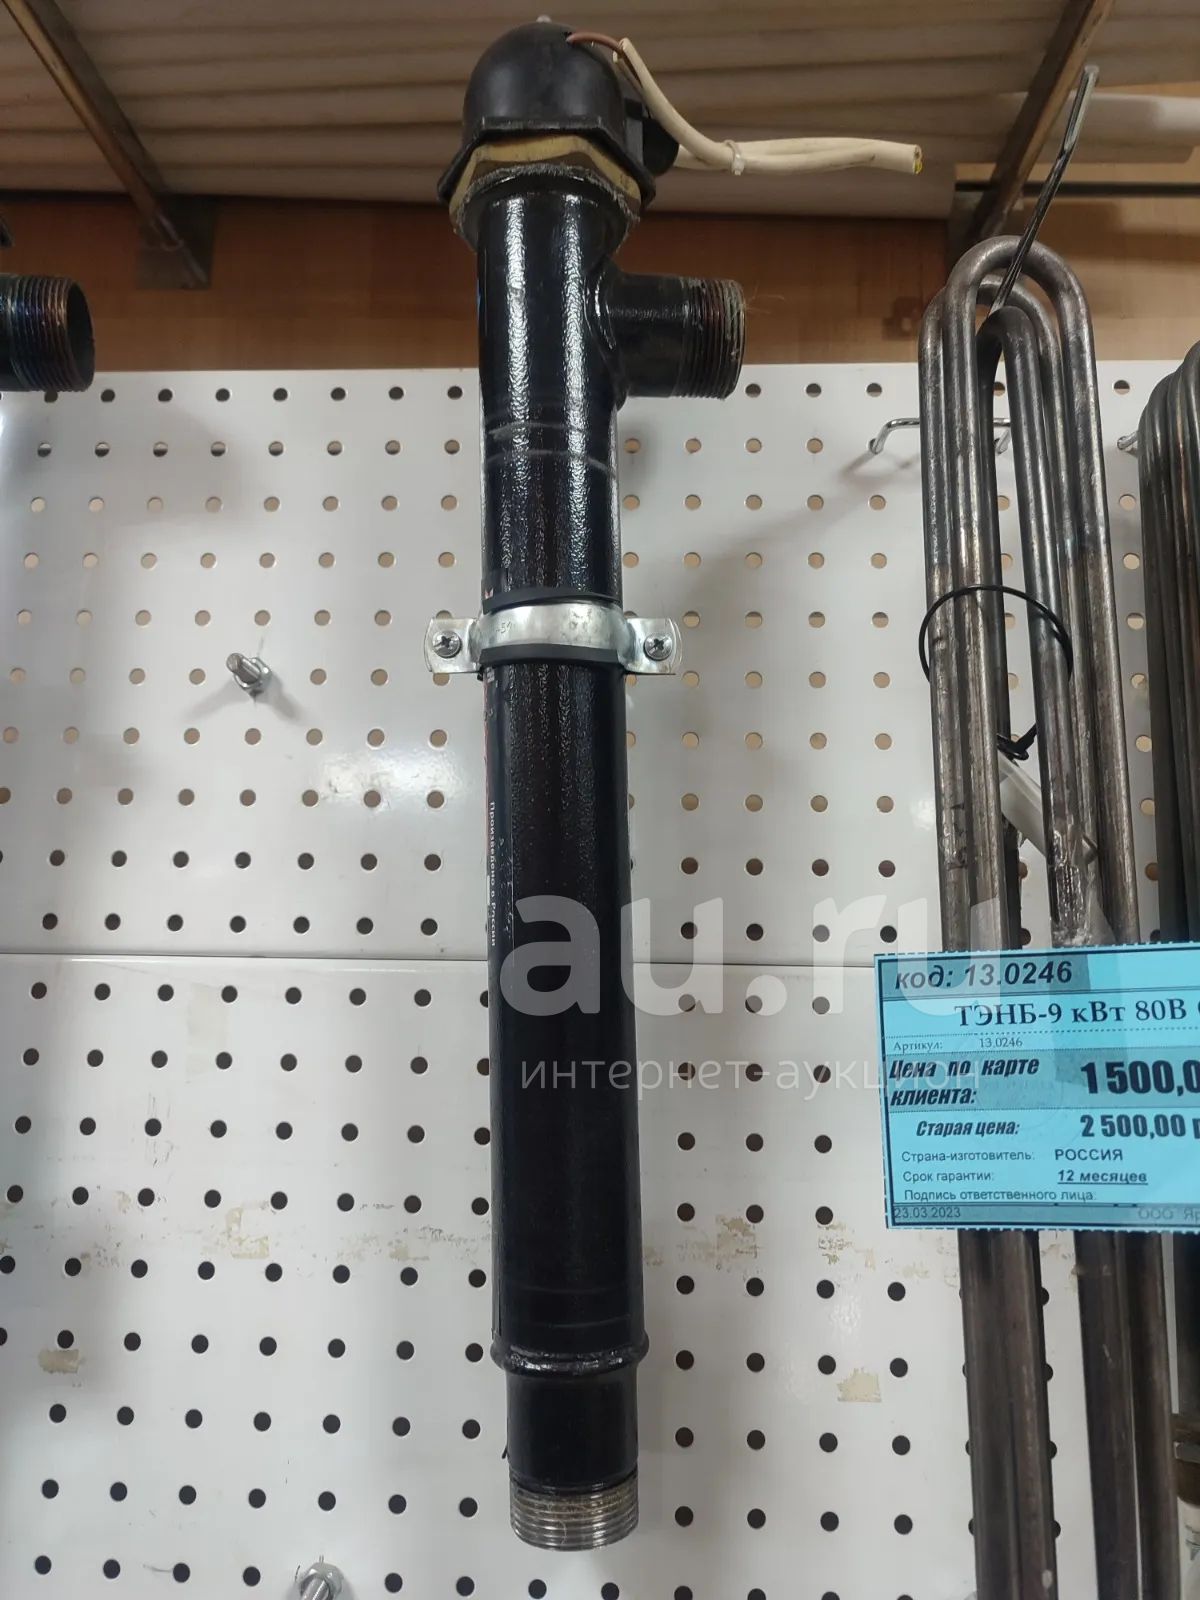 Произведено в России
au.ru
интернет-аукцион
код: 13.0246
ТЭНБ-9 кВт 80В
Артикул: 13.0246
Цена по карте
клиента:
1500,0
Старая цена: 2 500,00
Страна-изготовитель: РОССИЯ
Срок гарантии: 12 месяцев
Подпись ответственного лица:
23.03.2023 ООО